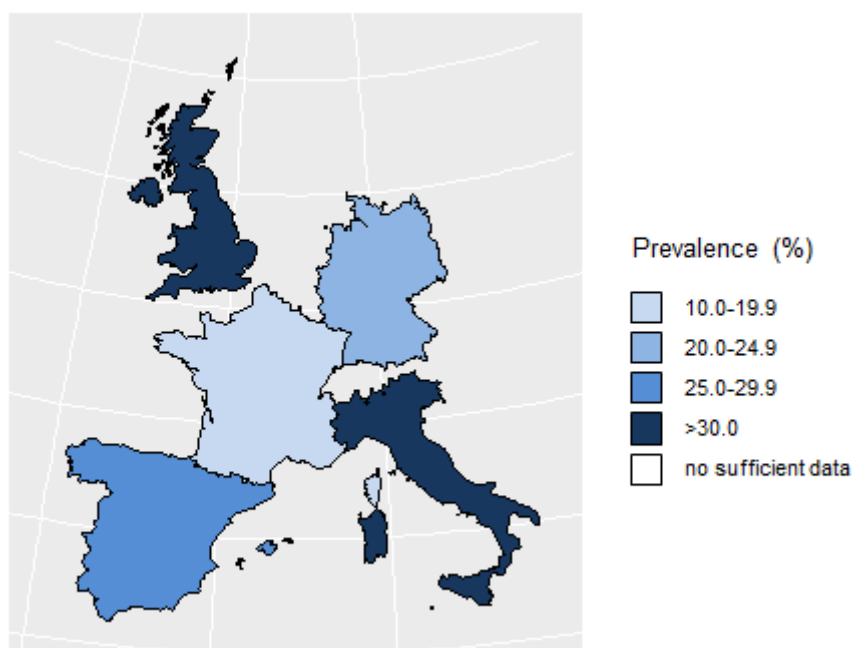 Prevalence (%)
10.0-19.9
20.0-24.9
25.0-29.9
>30.0
no sufficient data